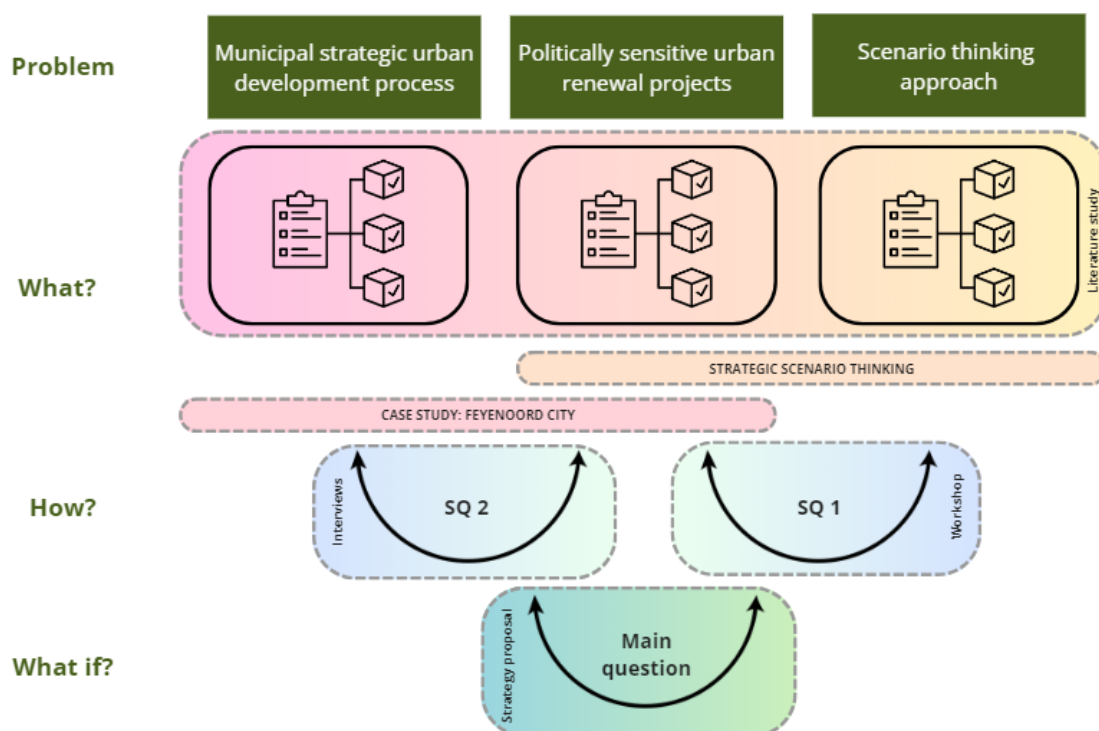 Problem
Municipal strategic urban
development process
Politically sensitive urban
renewal projects
Scenario thinking
approach
What?
Literature study
STRATEGIC SCENARIO THINKING
CASE STUDY: FEYENOORD CITY
How?
Interviews
SQ 2
SQ 1
Workshop
What if?
Strategy proposal
Main
question